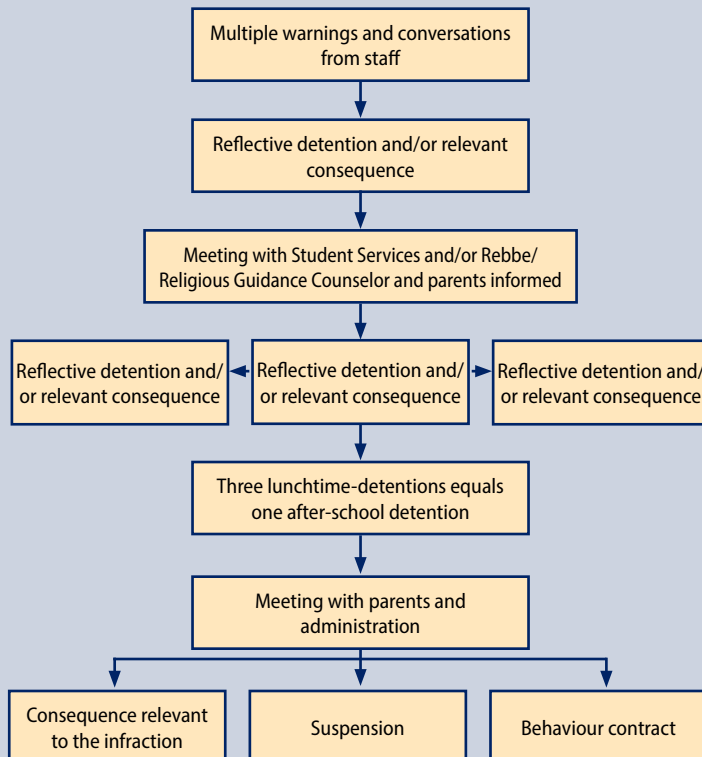 Multiple warnings and conversations
from staff
Reflective detention and/or relevant
consequence
Meeting with Student Services and/or Rebbe/
Religious Guidance Counselor and parents informed
Reflective detention and/
or relevant consequence
Reflective detention and/
or relevant consequence
Reflective detention and/
or relevant consequence
Three lunchtime-detentions equals
one after-school detention
Meeting with parents and
administration
Consequence relevant
to the infraction
Suspension
Behaviour contract